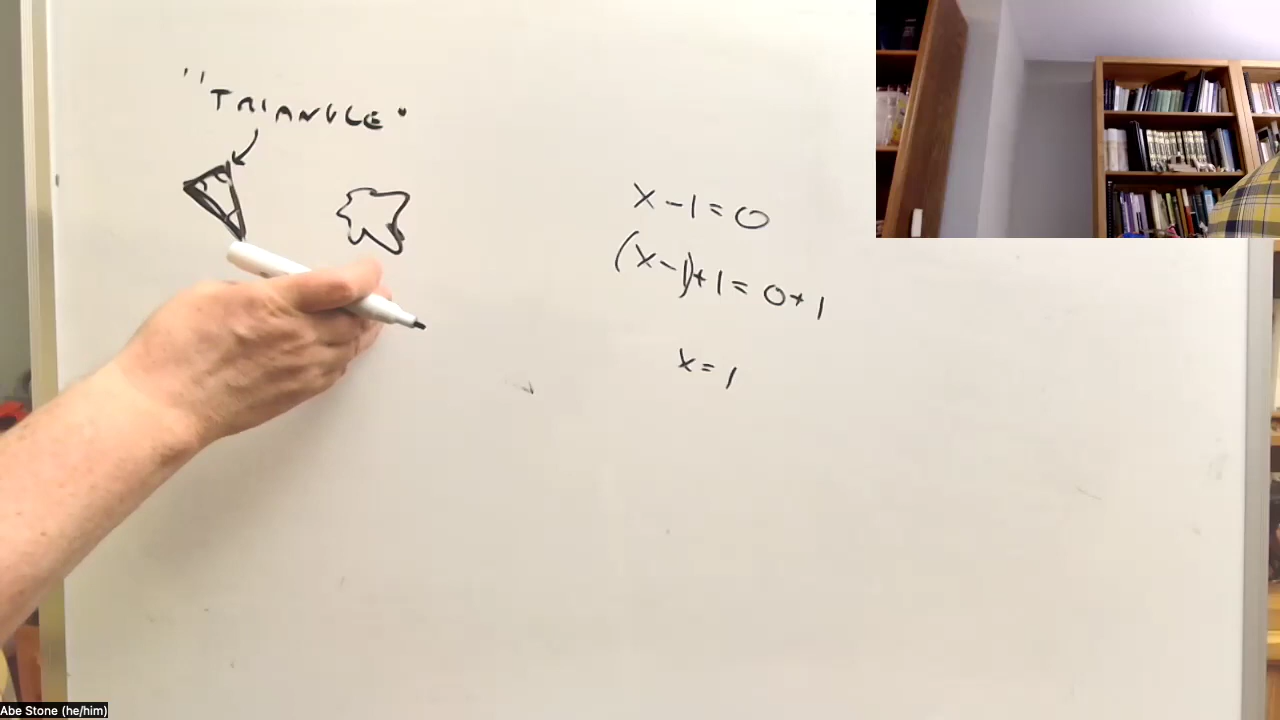 "TRIANGLE"
x-1=0
(x-1)+1=0+1
x=1
Abe Stone (he/him)